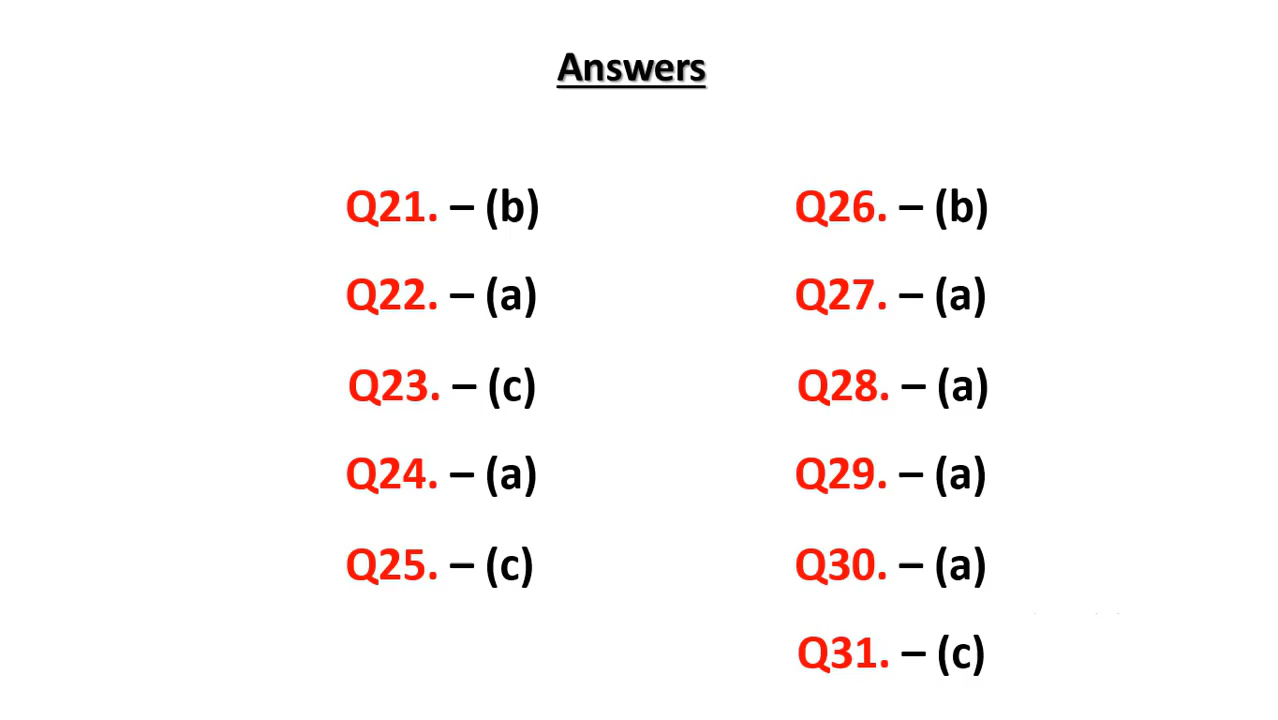 Answers
Q21. – (b)
Q22. – (a)
Q23. – (c)
Q24. – (a)
Q25. – (c)
Q26. – (b)
Q27. – (a)
Q28. – (a)
Q29. – (a)
Q30. – (a)
Q31. – (c)